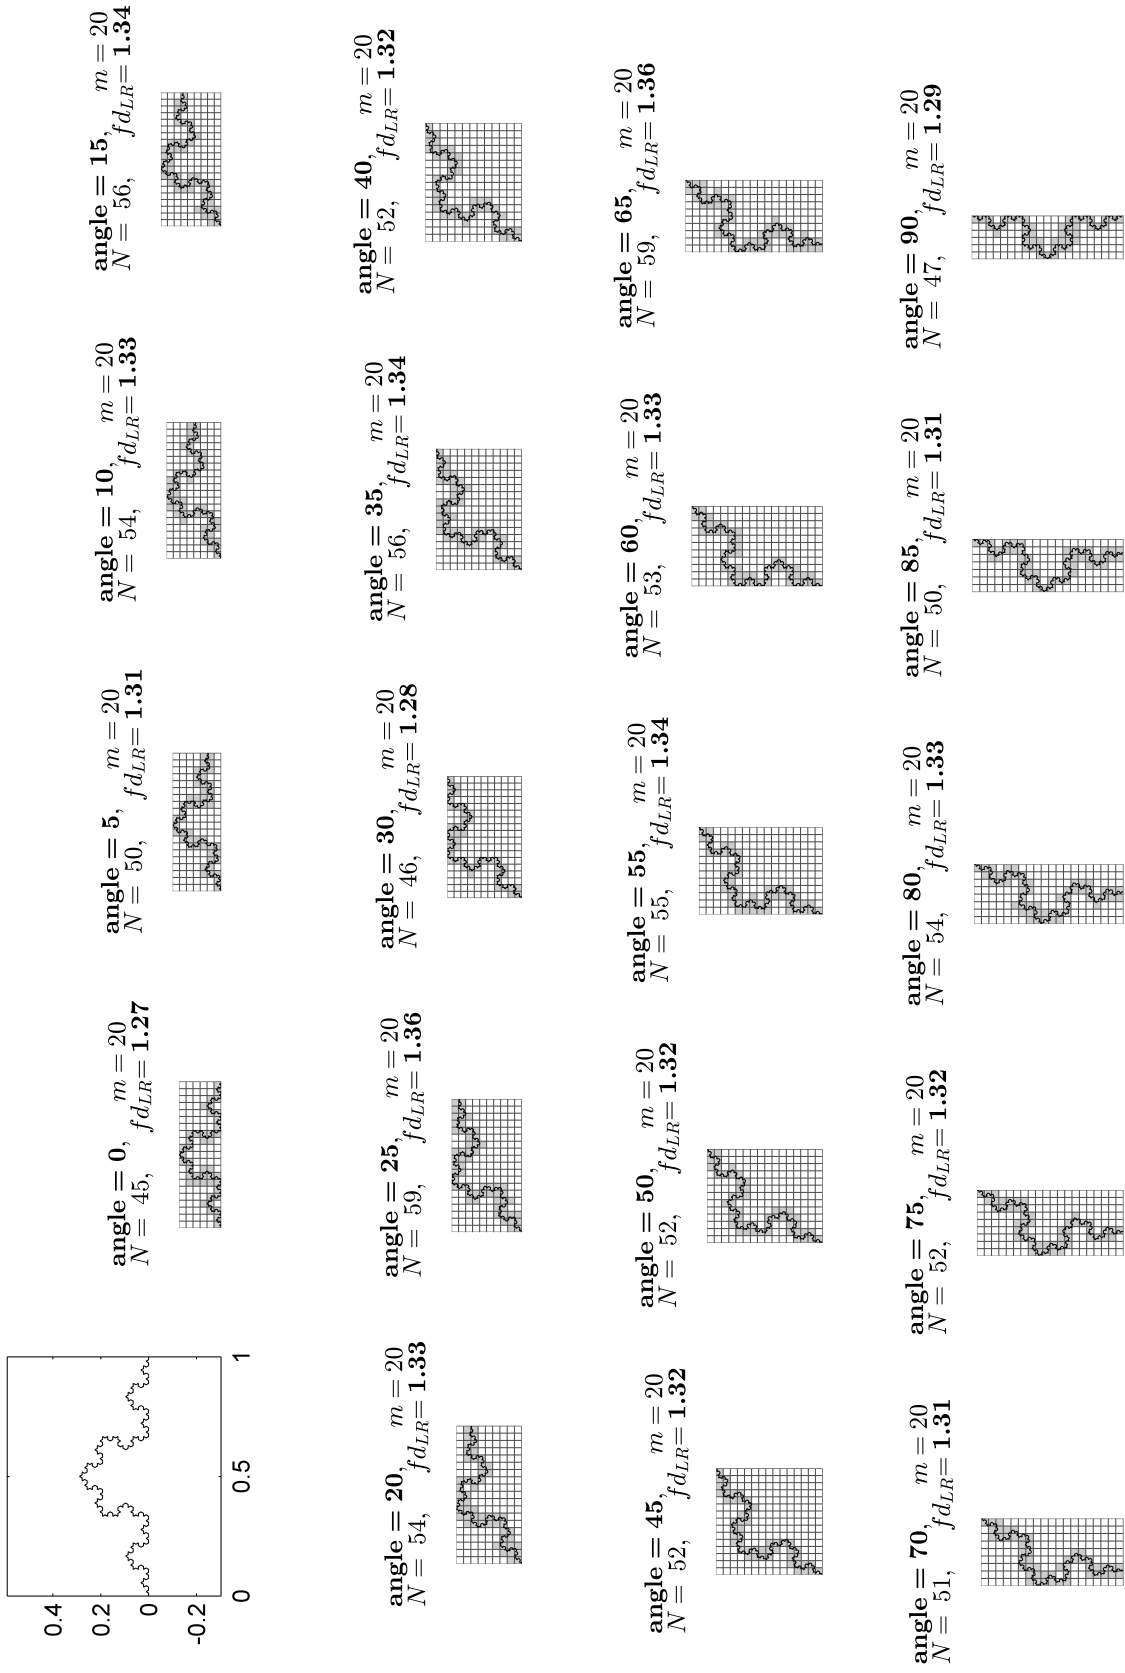 0.4
0.2
0
-0.2
0
0.5
1
angle = 0,
N = 45, m = 20
fd_LR = 1.27
angle = 5,
N = 50, m = 20
fd_LR = 1.31
angle = 10,
N = 54, m = 20
fd_LR = 1.33
angle = 15,
N = 56, m = 20
fd_LR = 1.34
angle = 20,
N = 54, m = 20
fd_LR = 1.33
angle = 25,
N = 59, m = 20
fd_LR = 1.36
angle = 30,
N = 46, m = 20
fd_LR = 1.28
angle = 35,
N = 56, m = 20
fd_LR = 1.34
angle = 40,
N = 52, m = 20
fd_LR = 1.32
angle = 45,
N = 52, m = 20
fd_LR = 1.32
angle = 50,
N = 52, m = 20
fd_LR = 1.32
angle = 55,
N = 55, m = 20
fd_LR = 1.34
angle = 60,
N = 53, m = 20
fd_LR = 1.33
angle = 65,
N = 59, m = 20
fd_LR = 1.36
angle = 70,
N = 51, m = 20
fd_LR = 1.31
angle = 75,
N = 52, m = 20
fd_LR = 1.32
angle = 80,
N = 54, m = 20
fd_LR = 1.33
angle = 85,
N = 50, m = 20
fd_LR = 1.31
angle = 90,
N = 47, m = 20
fd_LR = 1.29